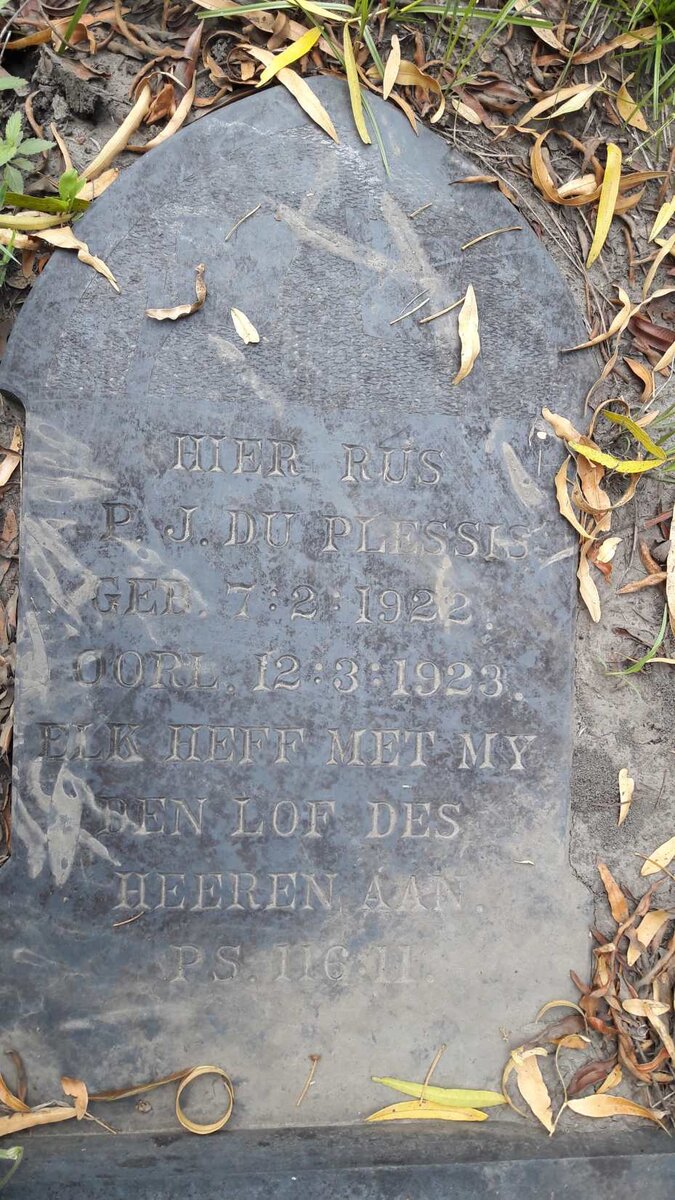 HIER RUS
P. J. DU PLESSIS
GEB. 7:2:1922.
OORL. 12:3:1923.
ELK HEFF MET MY
DEN LOF DES
HEEREN AAN.
PS. 116:11.